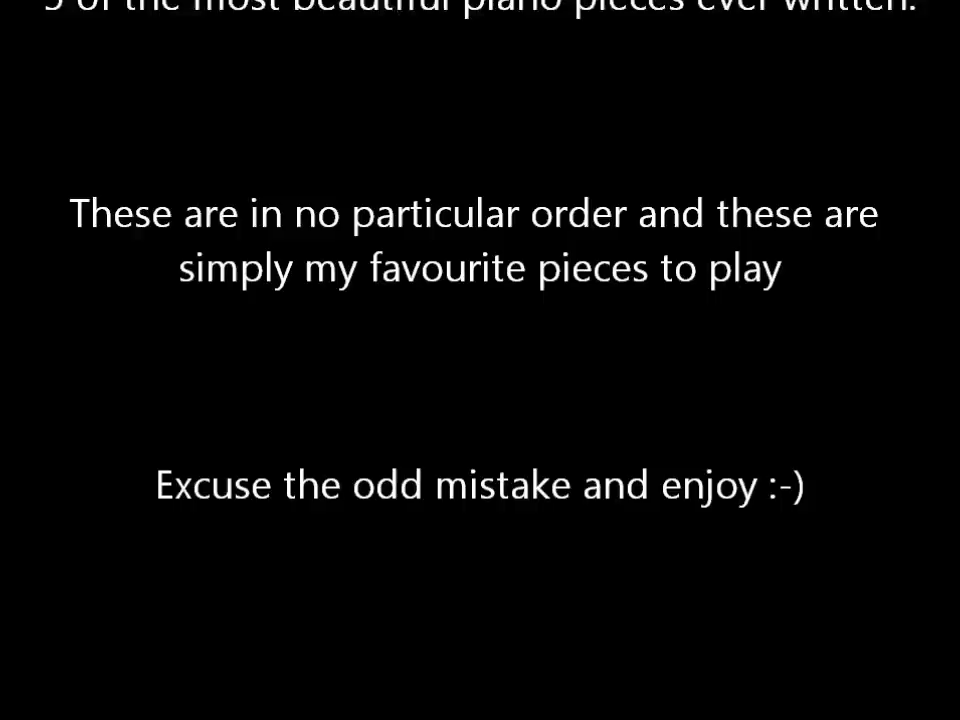 5 of the most beautiful piano pieces ever written.
These are in no particular order and these are
simply my favourite pieces to play
Excuse the odd mistake and enjoy :-)